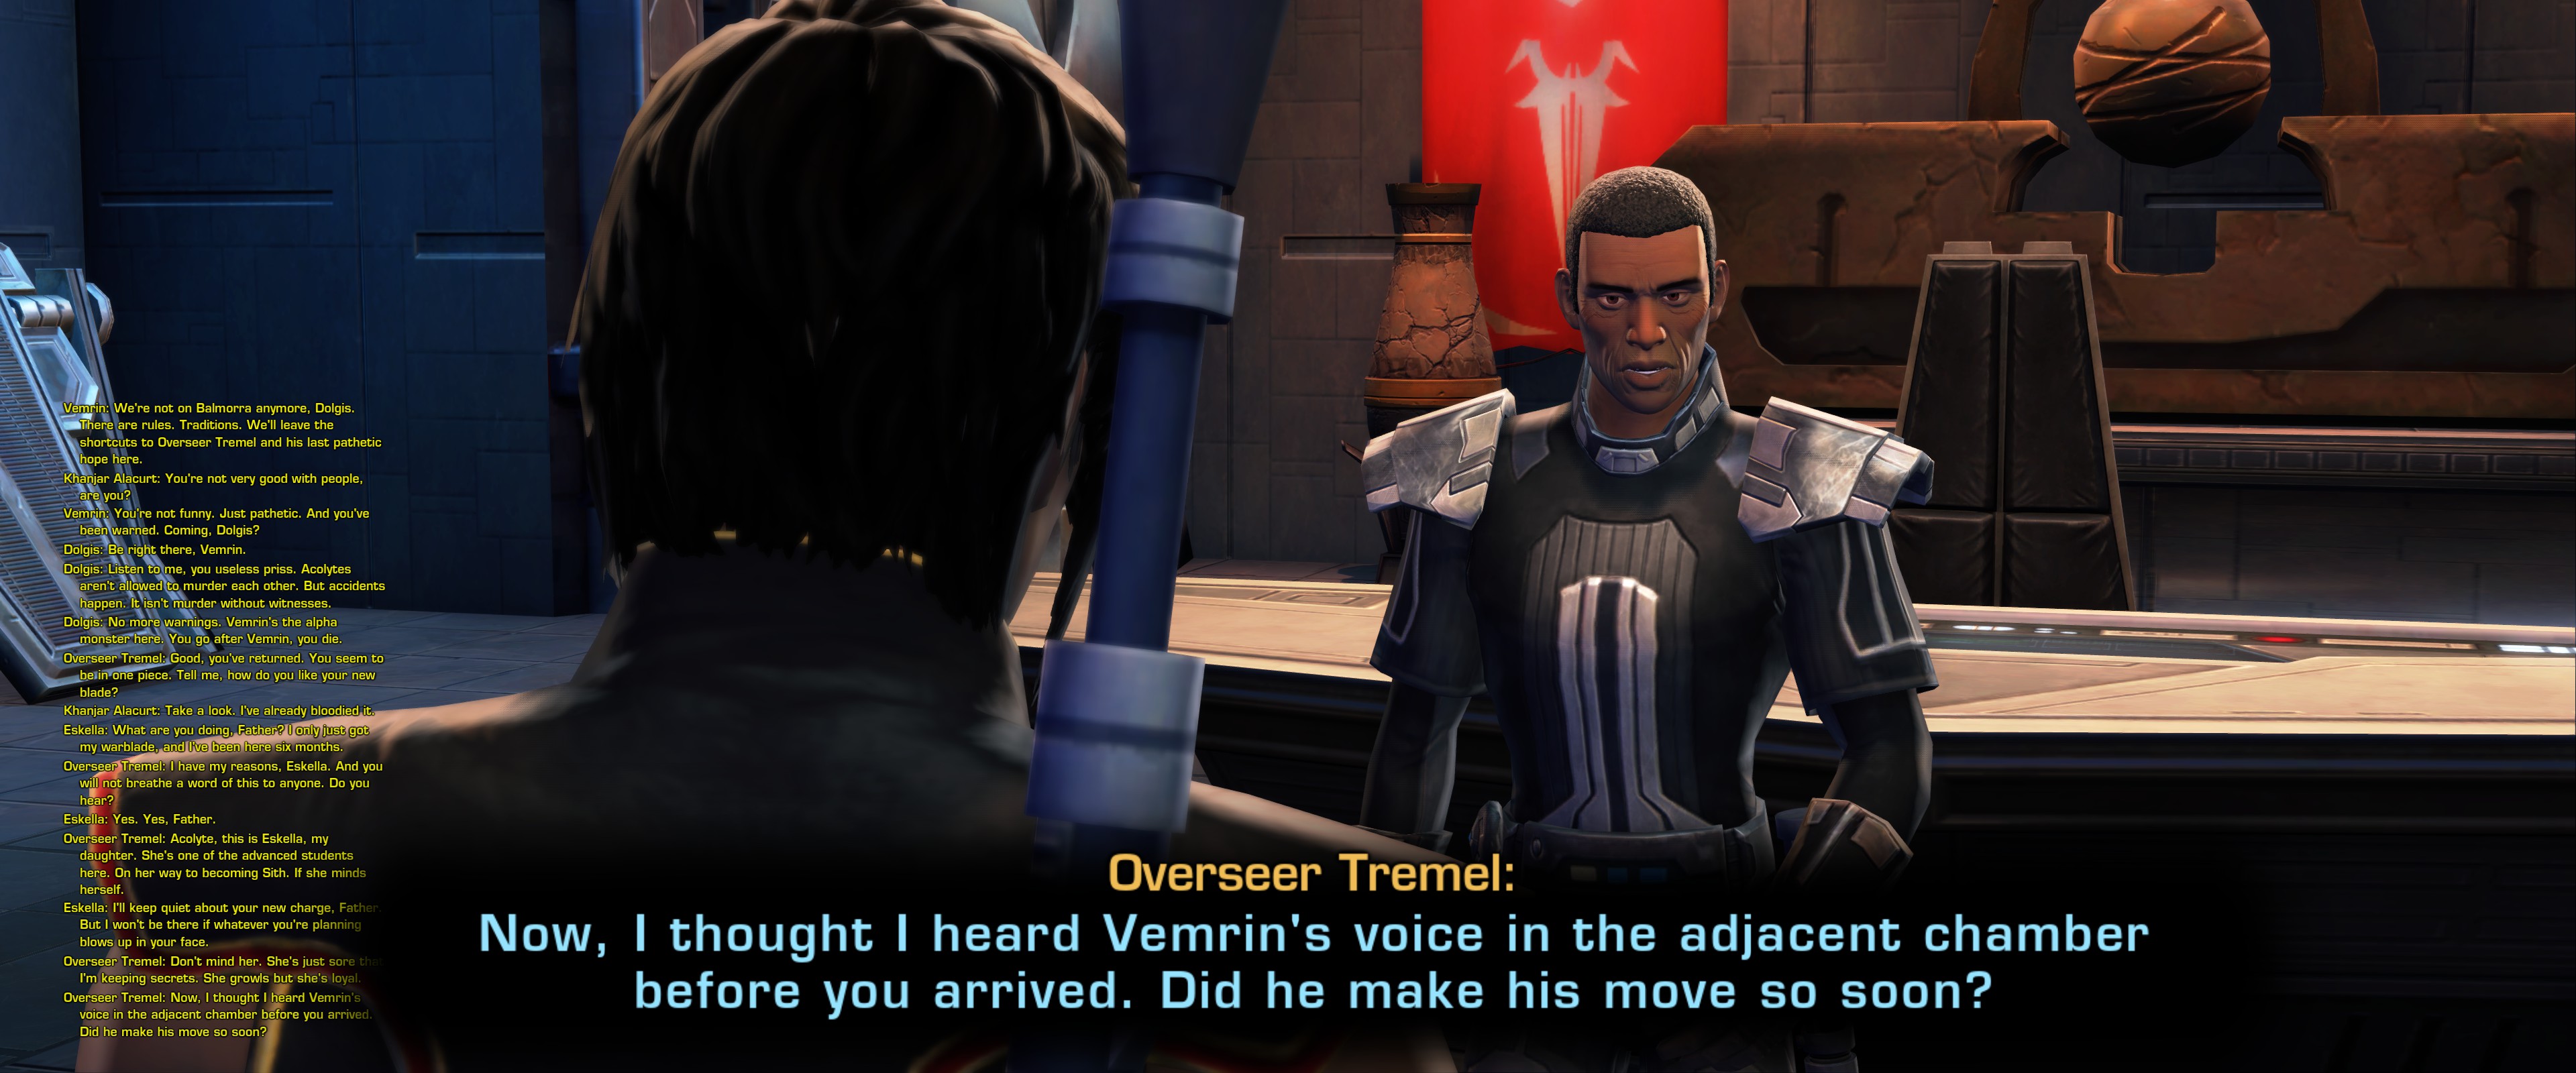 Vemrin: We're not on Balmorra anymore, Dolgis.
There are rules. Traditions. We'll leave the
shortcuts to Overseer Tremel and his last pathetic
hope here.
Khanjar Alacurt: You're not very good with people,
are you?
Vemrin: You're not funny. Just pathetic. And you've
been warned. Coming, Dolgis?
Dolgis: Be right there, Vemrin.
Dolgis: Listen to me, you useless priss. Acolytes
aren't allowed to murder each other. But accidents
happen. It isn't murder without witnesses.
Dolgis: No more warnings. Vemrin's the alpha
monster here. You go after Vemrin, you die.
Overseer Tremel: Good, you've returned. You seem to
be in one piece. Tell me, how do you like your new
blade?
Khanjar Alacurt: Take a look. I've already bloodied it.
Eskella: What are you doing, Father? I only just got
my warblade, and I've been here six months.
Overseer Tremel: I have my reasons, Eskella. And you
will not breathe a word of this to anyone. Do you
hear?
Eskella: Yes. Yes, Father.
Overseer Tremel: Acolyte, this is Eskella, my
daughter. She's one of the advanced students
here. On her way to becoming Sith. If she minds
herself.
Eskella: I'll keep quiet about your new charge, Father.
But I won't be there if whatever you're planning
blows up in your face.
Overseer Tremel: Don't mind her. She's just sore that
I'm keeping secrets. She growls but she's loyal.
Overseer Tremel: Now, I thought I heard Vemrin's
voice in the adjacent chamber before you arrived.
Did he make his move so soon?
Overseer Tremel:
Now, I thought I heard Vemrin's voice in the adjacent chamber
before you arrived. Did he make his move so soon?